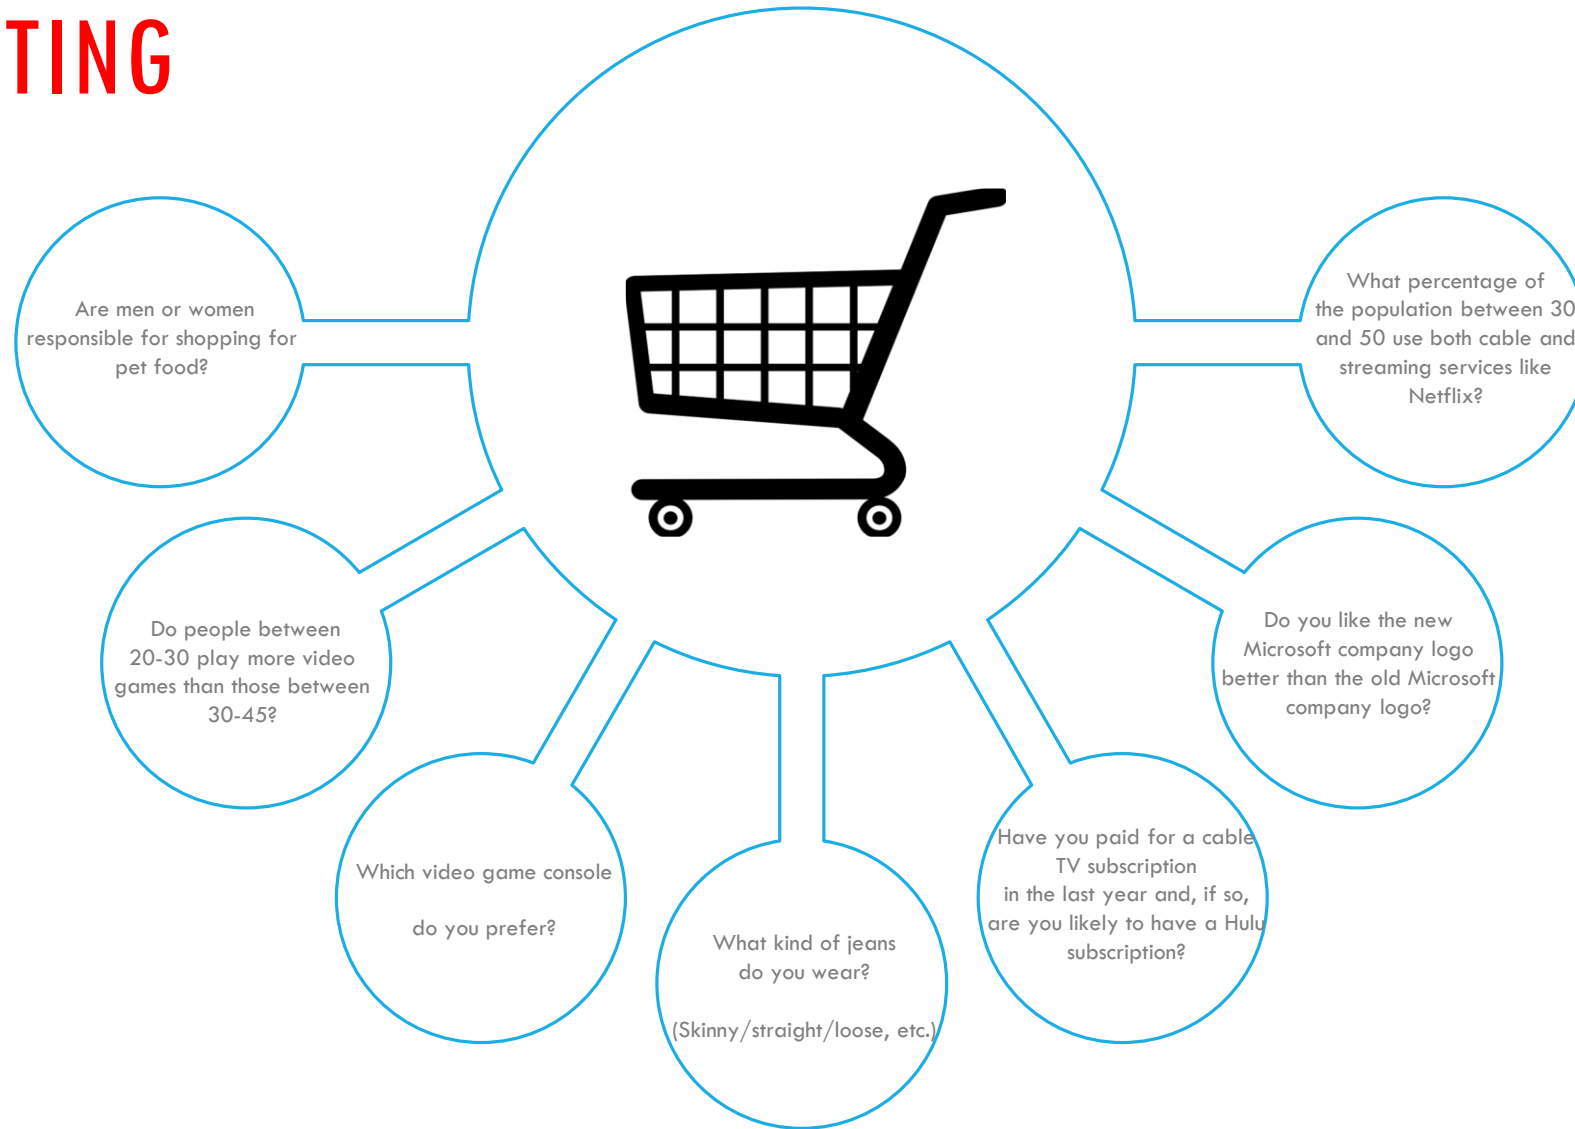 TING
Are men or women
responsible for shopping for
pet food?
What percentage of
the population between 30
and 50 use both cable and
streaming services like
Netflix?
Do people between
20-30 play more video
games than those between
30-45?
Do you like the new
Microsoft company logo
better than the old Microsoft
company logo?
Which video game console
do you prefer?
Have you paid for a cable
TV subscription
in the last year and, if so,
are you likely to have a Hulu
subscription?
What kind of jeans
do you wear?
(Skinny/straight/loose, etc.)